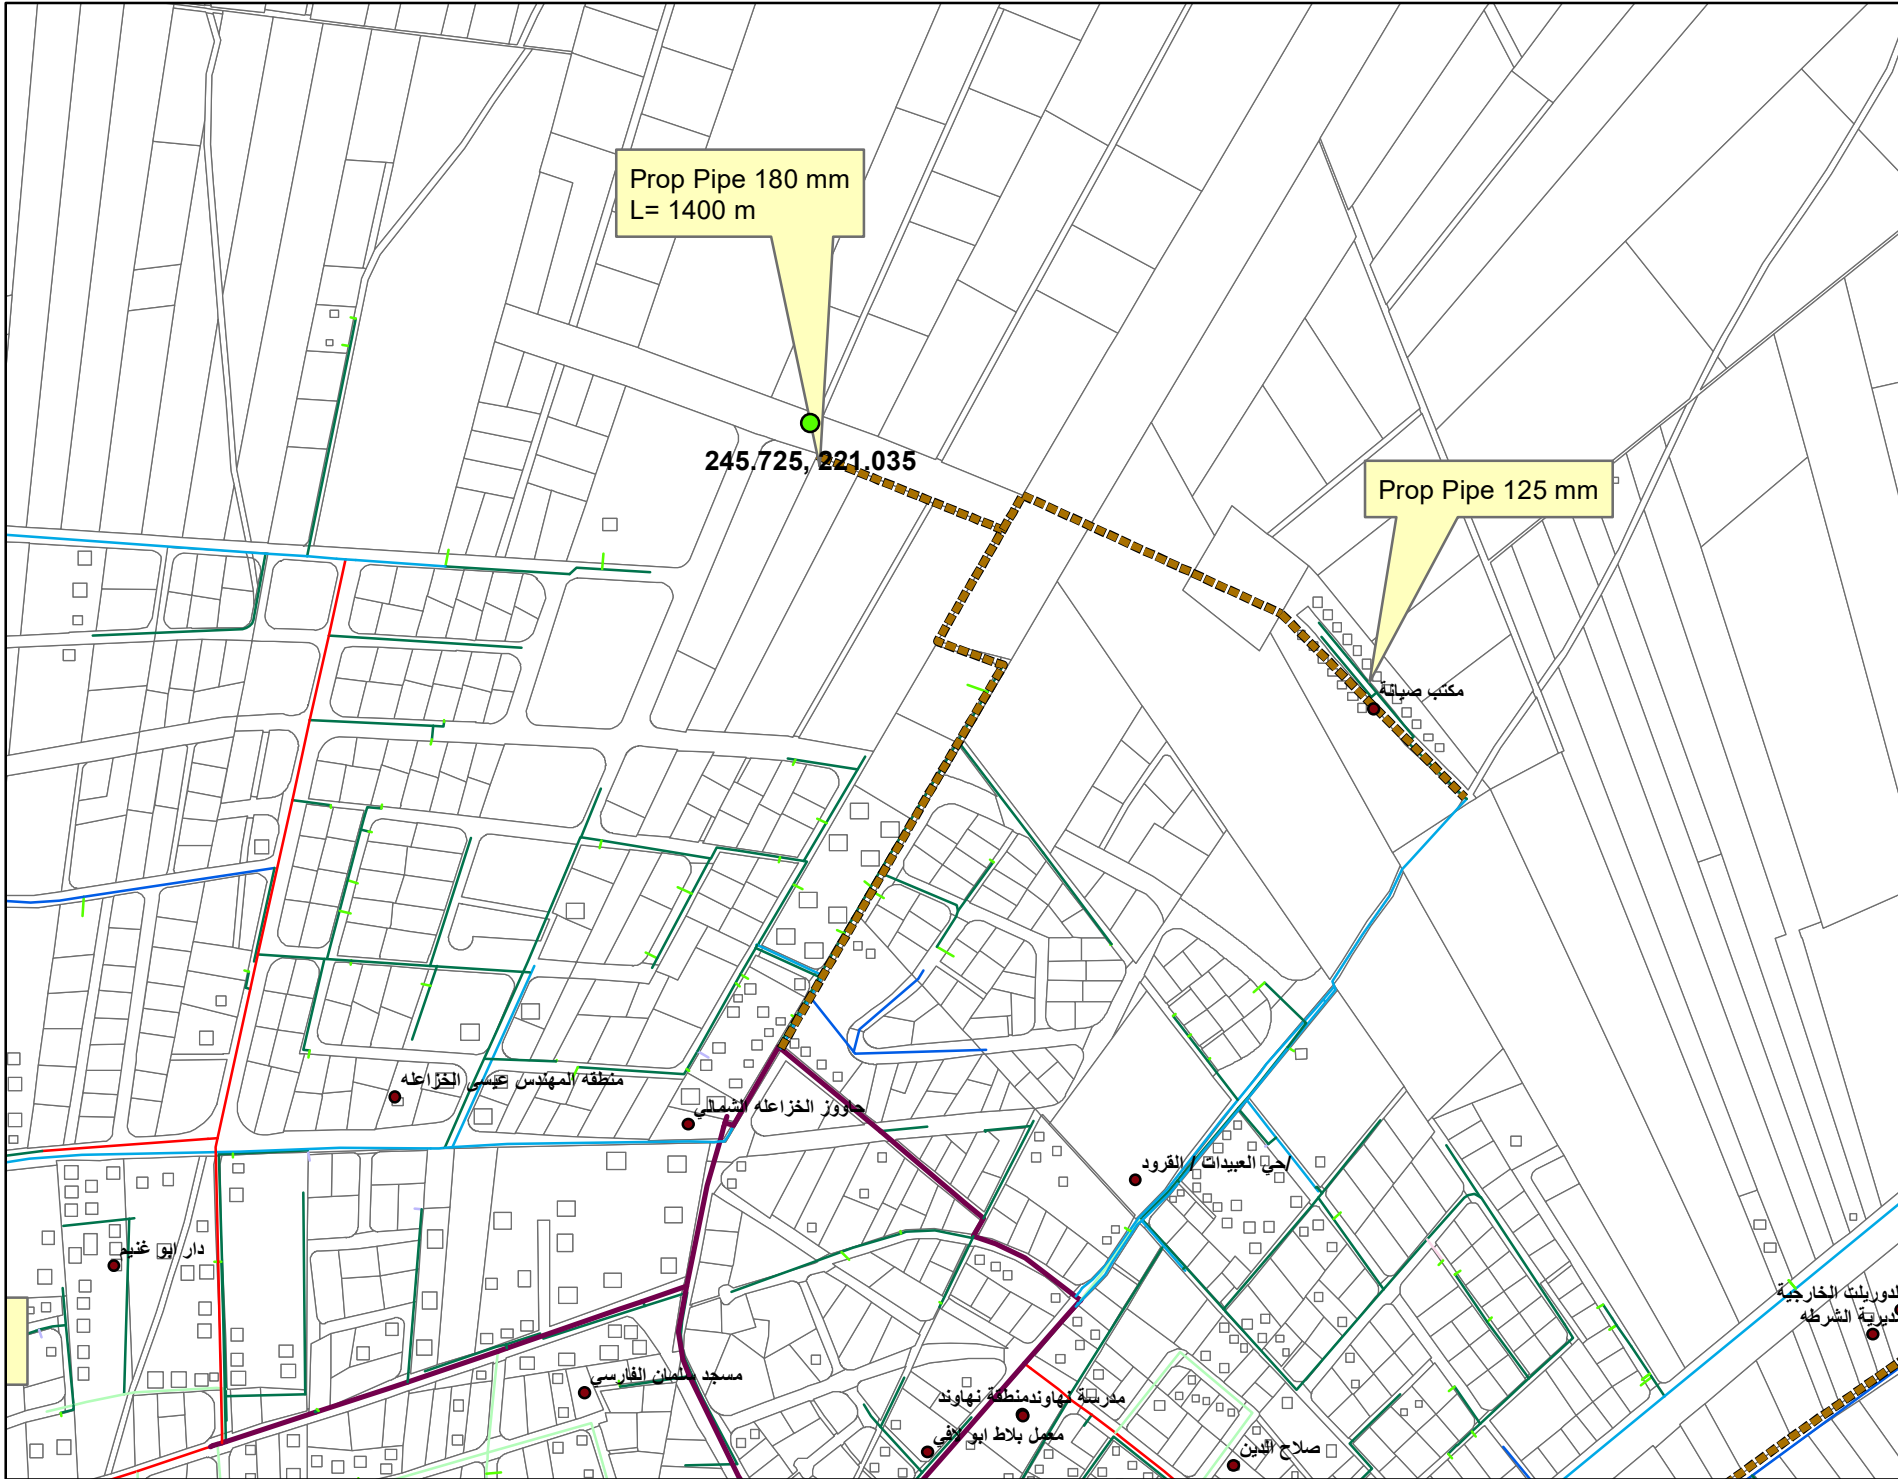 Prop Pipe 180 mm
L= 1400 m
245.725, 221.035
Prop Pipe 125 mm
مكتب صيانة
منطقة المهندس عيسى الخزاعله
حاووز الخزاعله الشمالي
حي العبيدات / القرود/
دار ابو غنيم
الدوريات الخارجية
مديرية الشرطه
مسجد سلمان الفارسي
مدرسة نهاوند
منطقة نهاوند
معمل بلاط ابو لافي
صلاح الدين